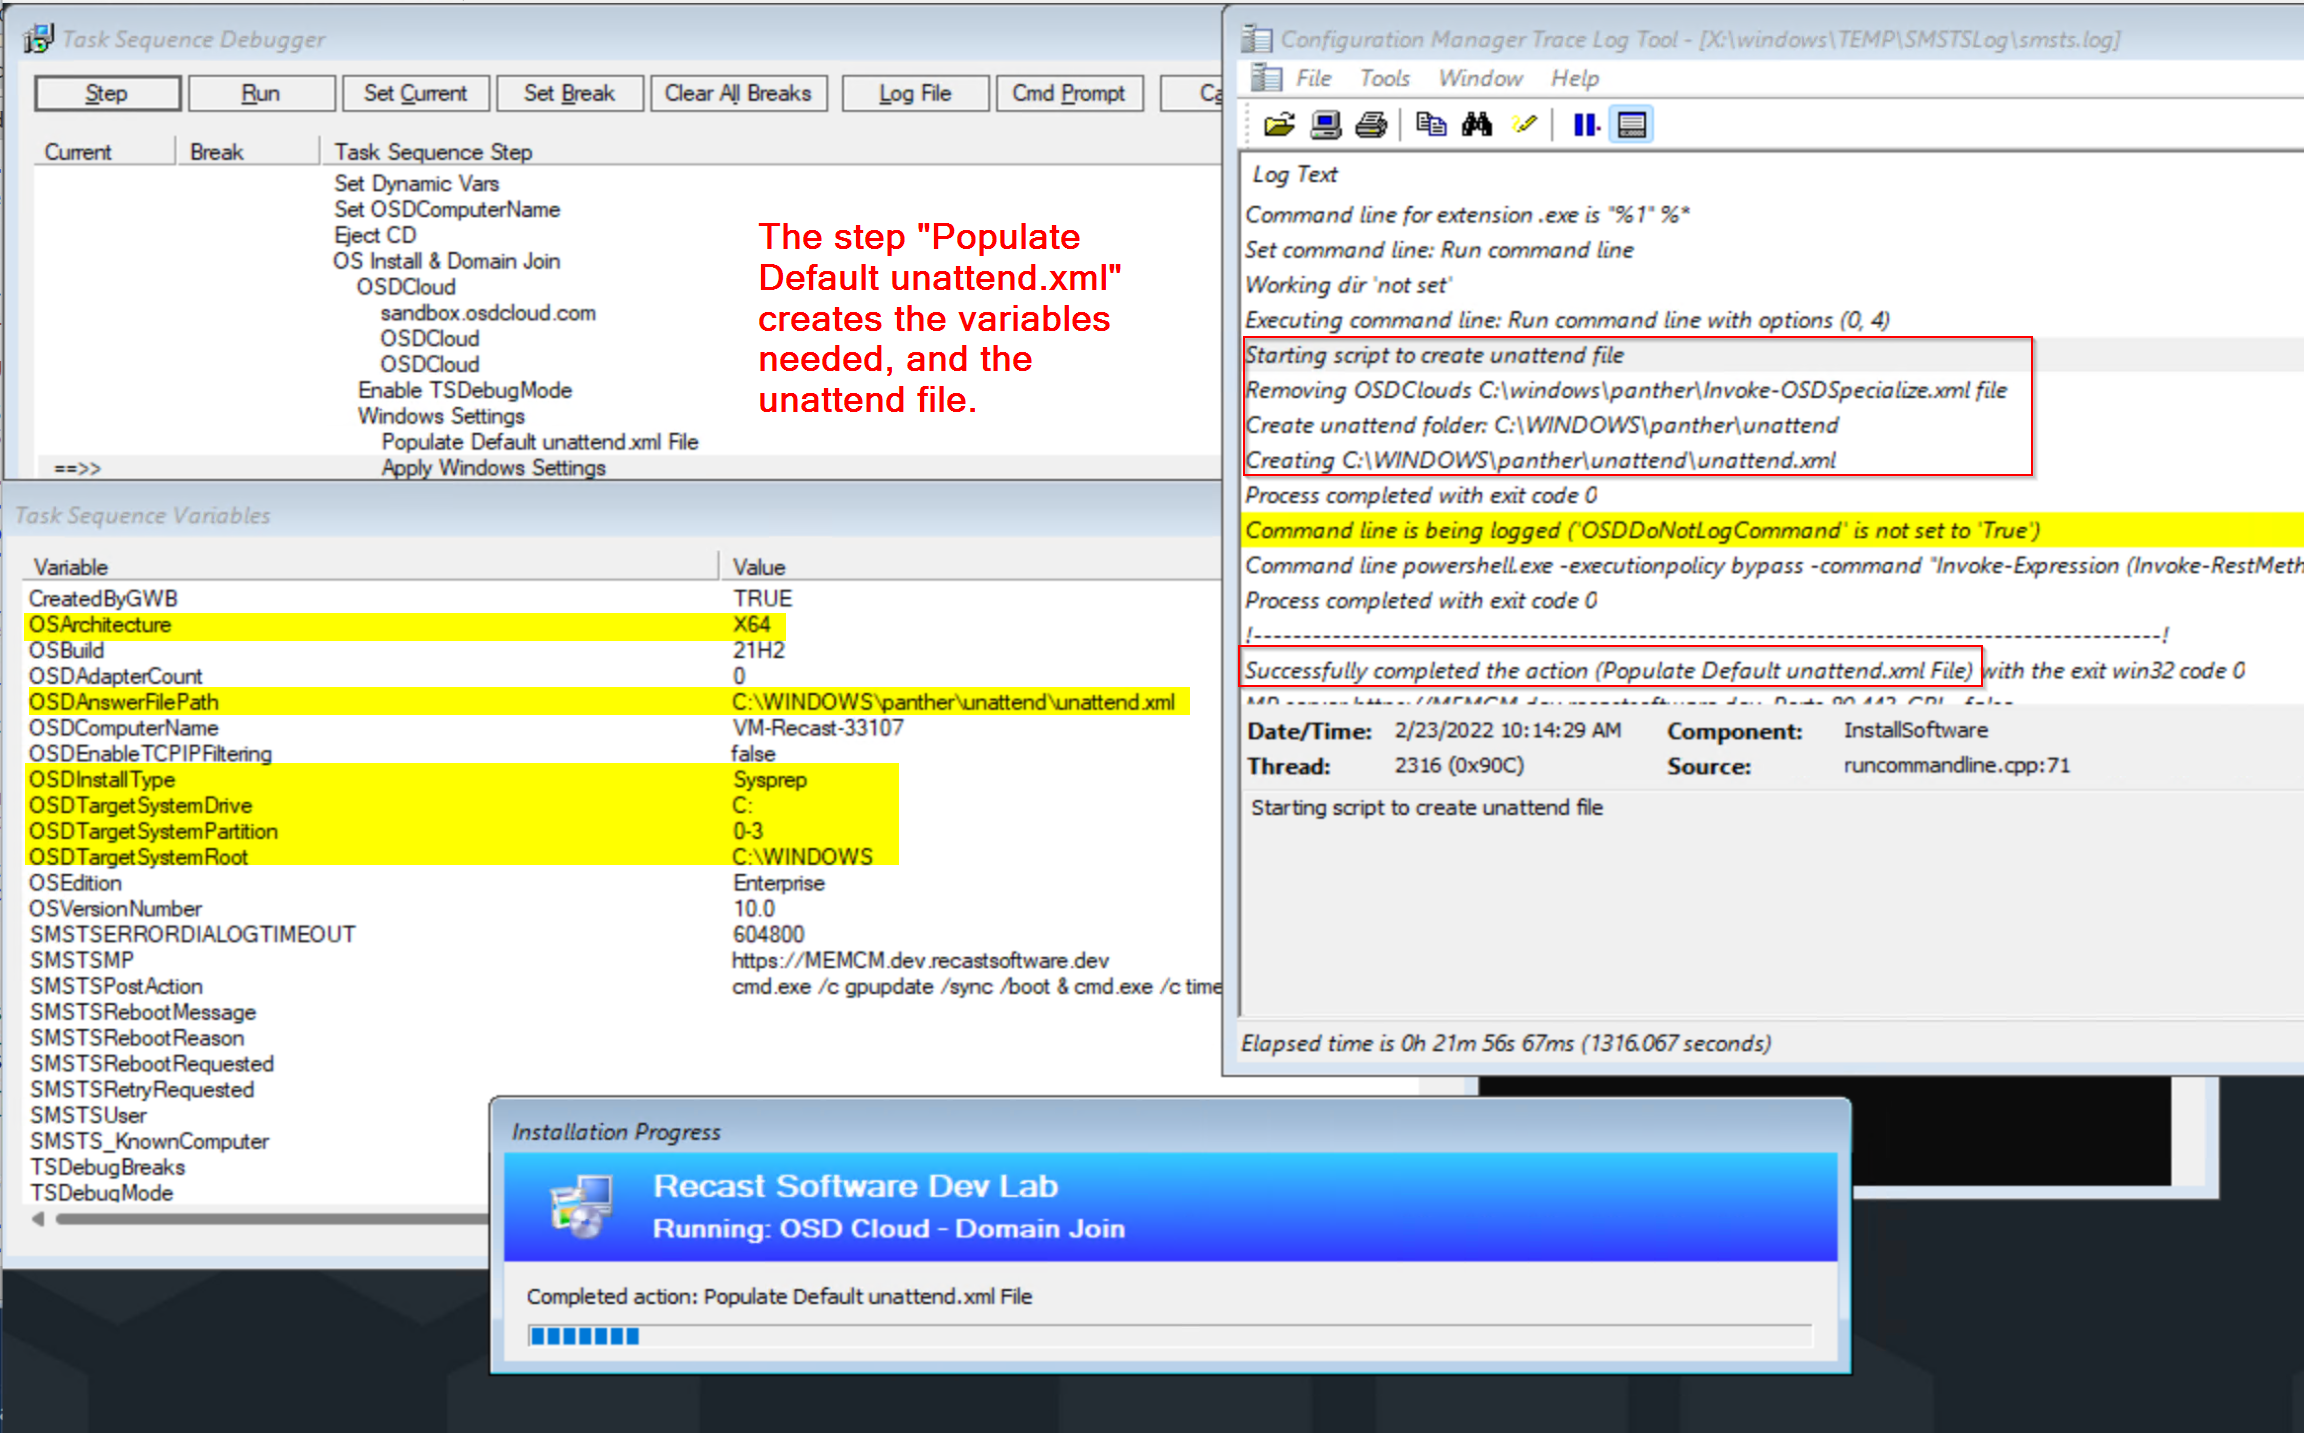 Task Sequence Debugger
Step Run Set Current Set Break Clear All Breaks Log File Cmd Prompt
Current Break Task Sequence Step
Set Dynamic Vars
Set OSDComputerName
Eject CD
OS Install & Domain Join
OSDCloud
sandbox.osdcloud.com
OSDCloud
OSDCloud
Enable TSDebugMode
Windows Settings
Populate Default unattend.xml File
==>> Apply Windows Settings
The step "Populate
Default unattend.xml"
creates the variables
needed, and the
unattend file.
Task Sequence Variables
Variable Value
CreatedByGWB TRUE
OSArchitecture X64
OSBuild 21H2
OSDAdapterCount 0
OSDAnswerFilePath C:\WINDOWS\panther\unattend\unattend.xml
OSDComputerName VM-Recast-33107
OSDEnableTCPIPFiltering false
OSDInstallType Sysprep
OSDTargetSystemDrive C:
OSDTargetSystemPartition 0-3
OSDTargetSystemRoot C:\WINDOWS
OSEdition Enterprise
OSVersionNumber 10.0
SMSTSERRORDIALOGTIMEOUT 604800
SMSTSMP https://MEMCM.dev.recastsoftware.dev
SMSTSPostAction cmd.exe /c gpupdate /sync /boot & cmd.exe /c time
SMSTSRebootMessage
SMSTSRebootReason
SMSTSRebootRequested
SMSTSRetryRequested
SMSTSUser
SMSTS_KnownComputer
TSDebugBreaks
TSDebugMode
Configuration Manager Trace Log Tool - [X:\windows\TEMP\SMSTSLog\smsts.log]
File Tools Window Help
Log Text
Command line for extension .exe is "%1" %*
Set command line: Run command line
Working dir 'not set'
Executing command line: Run command line with options (0, 4)
Starting script to create unattend file
Removing OSDClouds C:\windows\panther\Invoke-OSDSpecialize.xml file
Create unattend folder: C:\WINDOWS\panther\unattend
Creating C:\WINDOWS\panther\unattend\unattend.xml
Process completed with exit code 0
Command line is being logged ('OSDDoNotLogCommand' is not set to 'True')
Command line powershell.exe -executionpolicy bypass -command "Invoke-Expression (Invoke-RestMeth
Process completed with exit code 0
!--------------------------------------------------------------------------------------------!
Successfully completed the action (Populate Default unattend.xml File) with the exit win32 code 0
Date/Time: 2/23/2022 10:14:29 AM Component: InstallSoftware
Thread: 2316 (0x90C) Source: runcommandline.cpp:71
Starting script to create unattend file
Elapsed time is 0h 21m 56s 67ms (1316.067 seconds)
Installation Progress
Recast Software Dev Lab
Running: OSD Cloud - Domain Join
Completed action: Populate Default unattend.xml File